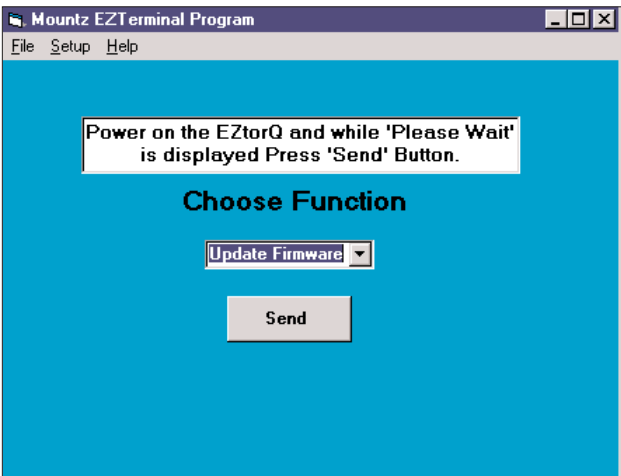 Mountz EZTerminal Program
File Setup Help
Power on the EZtorQ and while 'Please Wait'
is displayed Press 'Send' Button.
Choose Function
Update Firmware
Send